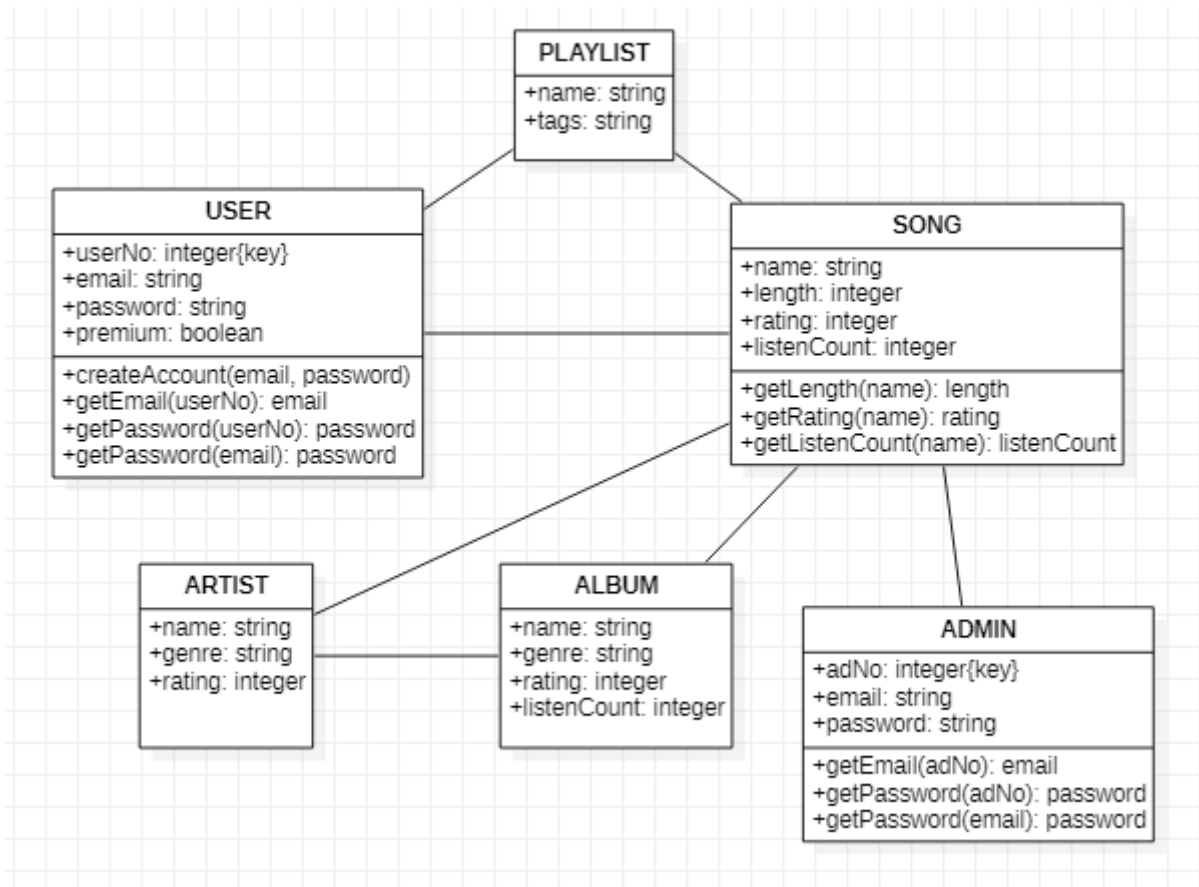 PLAYLIST
+name: string
+tags: string
USER
+userNo: integer{key}
+email: string
+password: string
+premium: boolean
+createAccount(email, password)
+getEmail(userNo): email
+getPassword(userNo): password
+getPassword(email): password
SONG
+name: string
+length: integer
+rating: integer
+listenCount: integer
+getLength(name): length
+getRating(name): rating
+getListenCount(name): listenCount
ARTIST
+name: string
+genre: string
+rating: integer
ALBUM
+name: string
+genre: string
+rating: integer
+listenCount: integer
ADMIN
+adNo: integer{key}
+email: string
+password: string
+getEmail(adNo): email
+getPassword(adNo): password
+getPassword(email): password